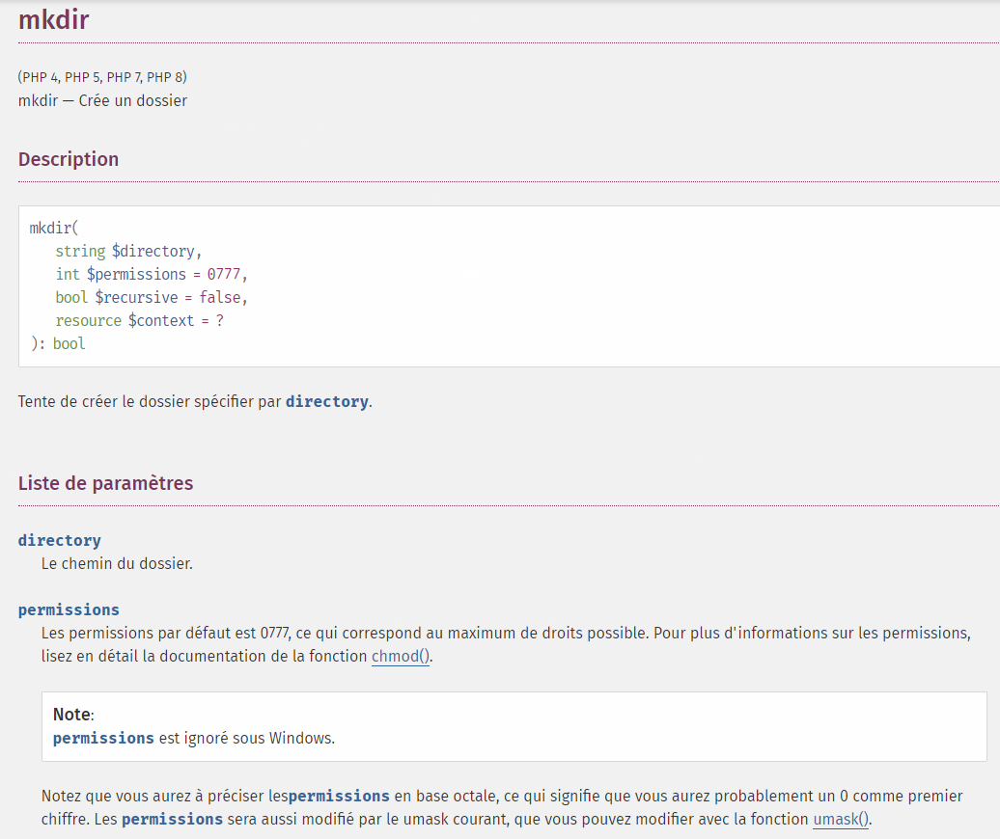 mkdir
(PHP 4, PHP 5, PHP 7, PHP 8)
mkdir — Crée un dossier
Description
mkdir(
string $directory,
int $permissions = 0777,
bool $recursive = false,
resource $context = ?
): bool
Tente de créer le dossier spécifier par directory.
Liste de paramètres
directory
Le chemin du dossier.
permissions
Les permissions par défaut est 0777, ce qui correspond au maximum de droits possible. Pour plus d'informations sur les permissions,
lisez en détail la documentation de la fonction chmod().
Note:
permissions est ignoré sous Windows.
Notez que vous aurez à préciser lespermissions en base octale, ce qui signifie que vous aurez probablement un 0 comme premier
chiffre. Les permissions sera aussi modifié par le umask courant, que vous pouvez modifier avec la fonction umask().